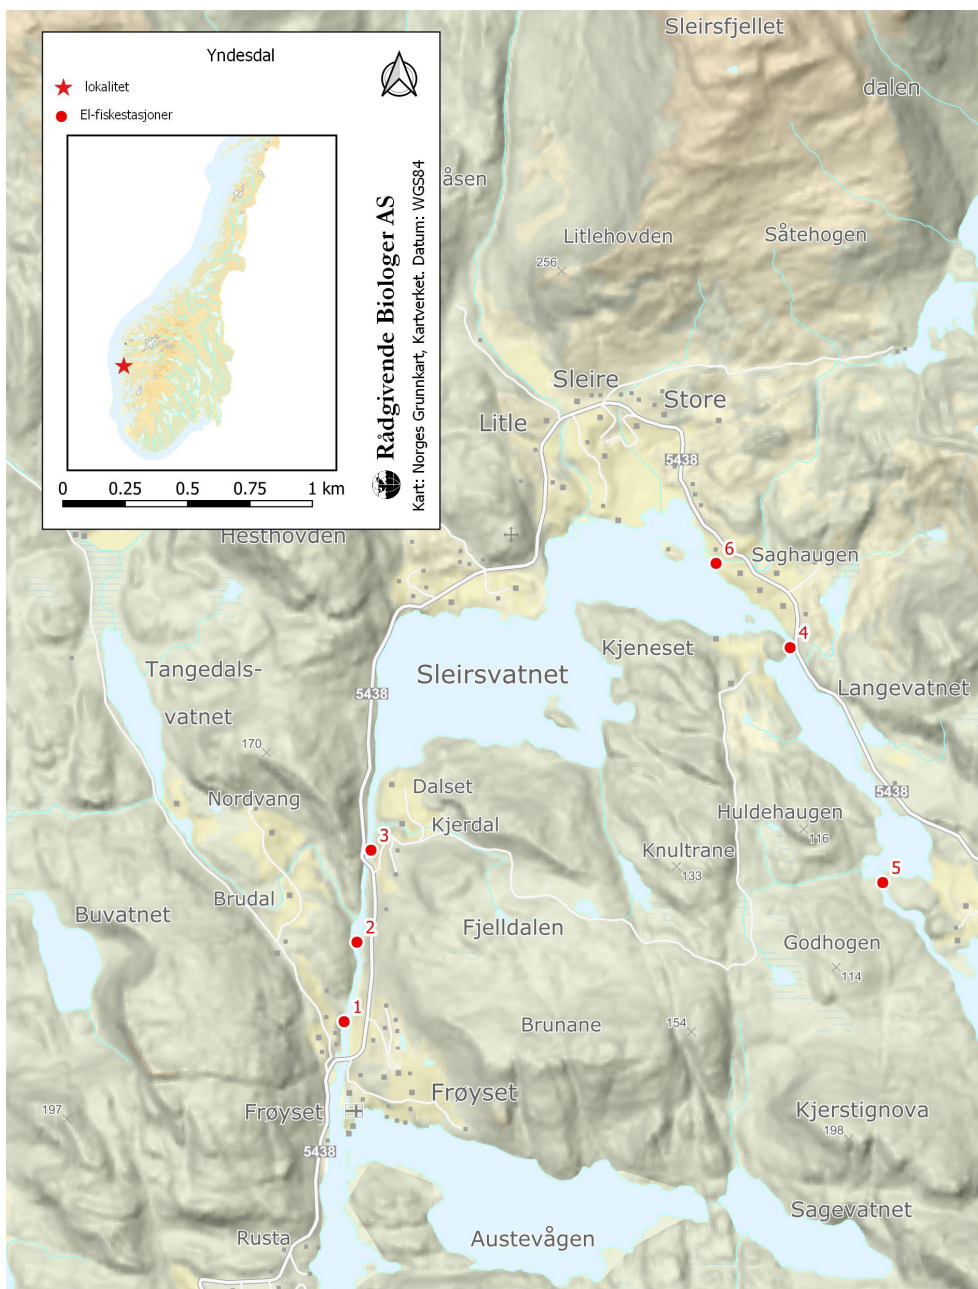 Yndesdal
lokalitet
El-fiskestasjoner
0 0.25 0.5 0.75 1 km
Rådgivende Biologer AS
Kart: Norges Grunnkart, Kartverket. Datum: WGS84
Sleirsfjellet
dalen
åsen
Litlehovden
Såtehogen
256
Sleire
Store
Litle
5438
Hesthovden
6
Saghaugen
4
Kjeneset
Tangedals-
vatnet
Sleirsvatnet
Langevatnet
5438
170
Nordvang
Dalset
Kjerdal
5438
Huldehaugen
116
3
Knultrane
133
5
Brudal
Buvatnet
2
Fjelldalen
Godhogen
114
1
Brunane
154
Frøyset
Frøyset
197
Kjerstignova
198
5438
Sagevatnet
Rusta
Austevågen